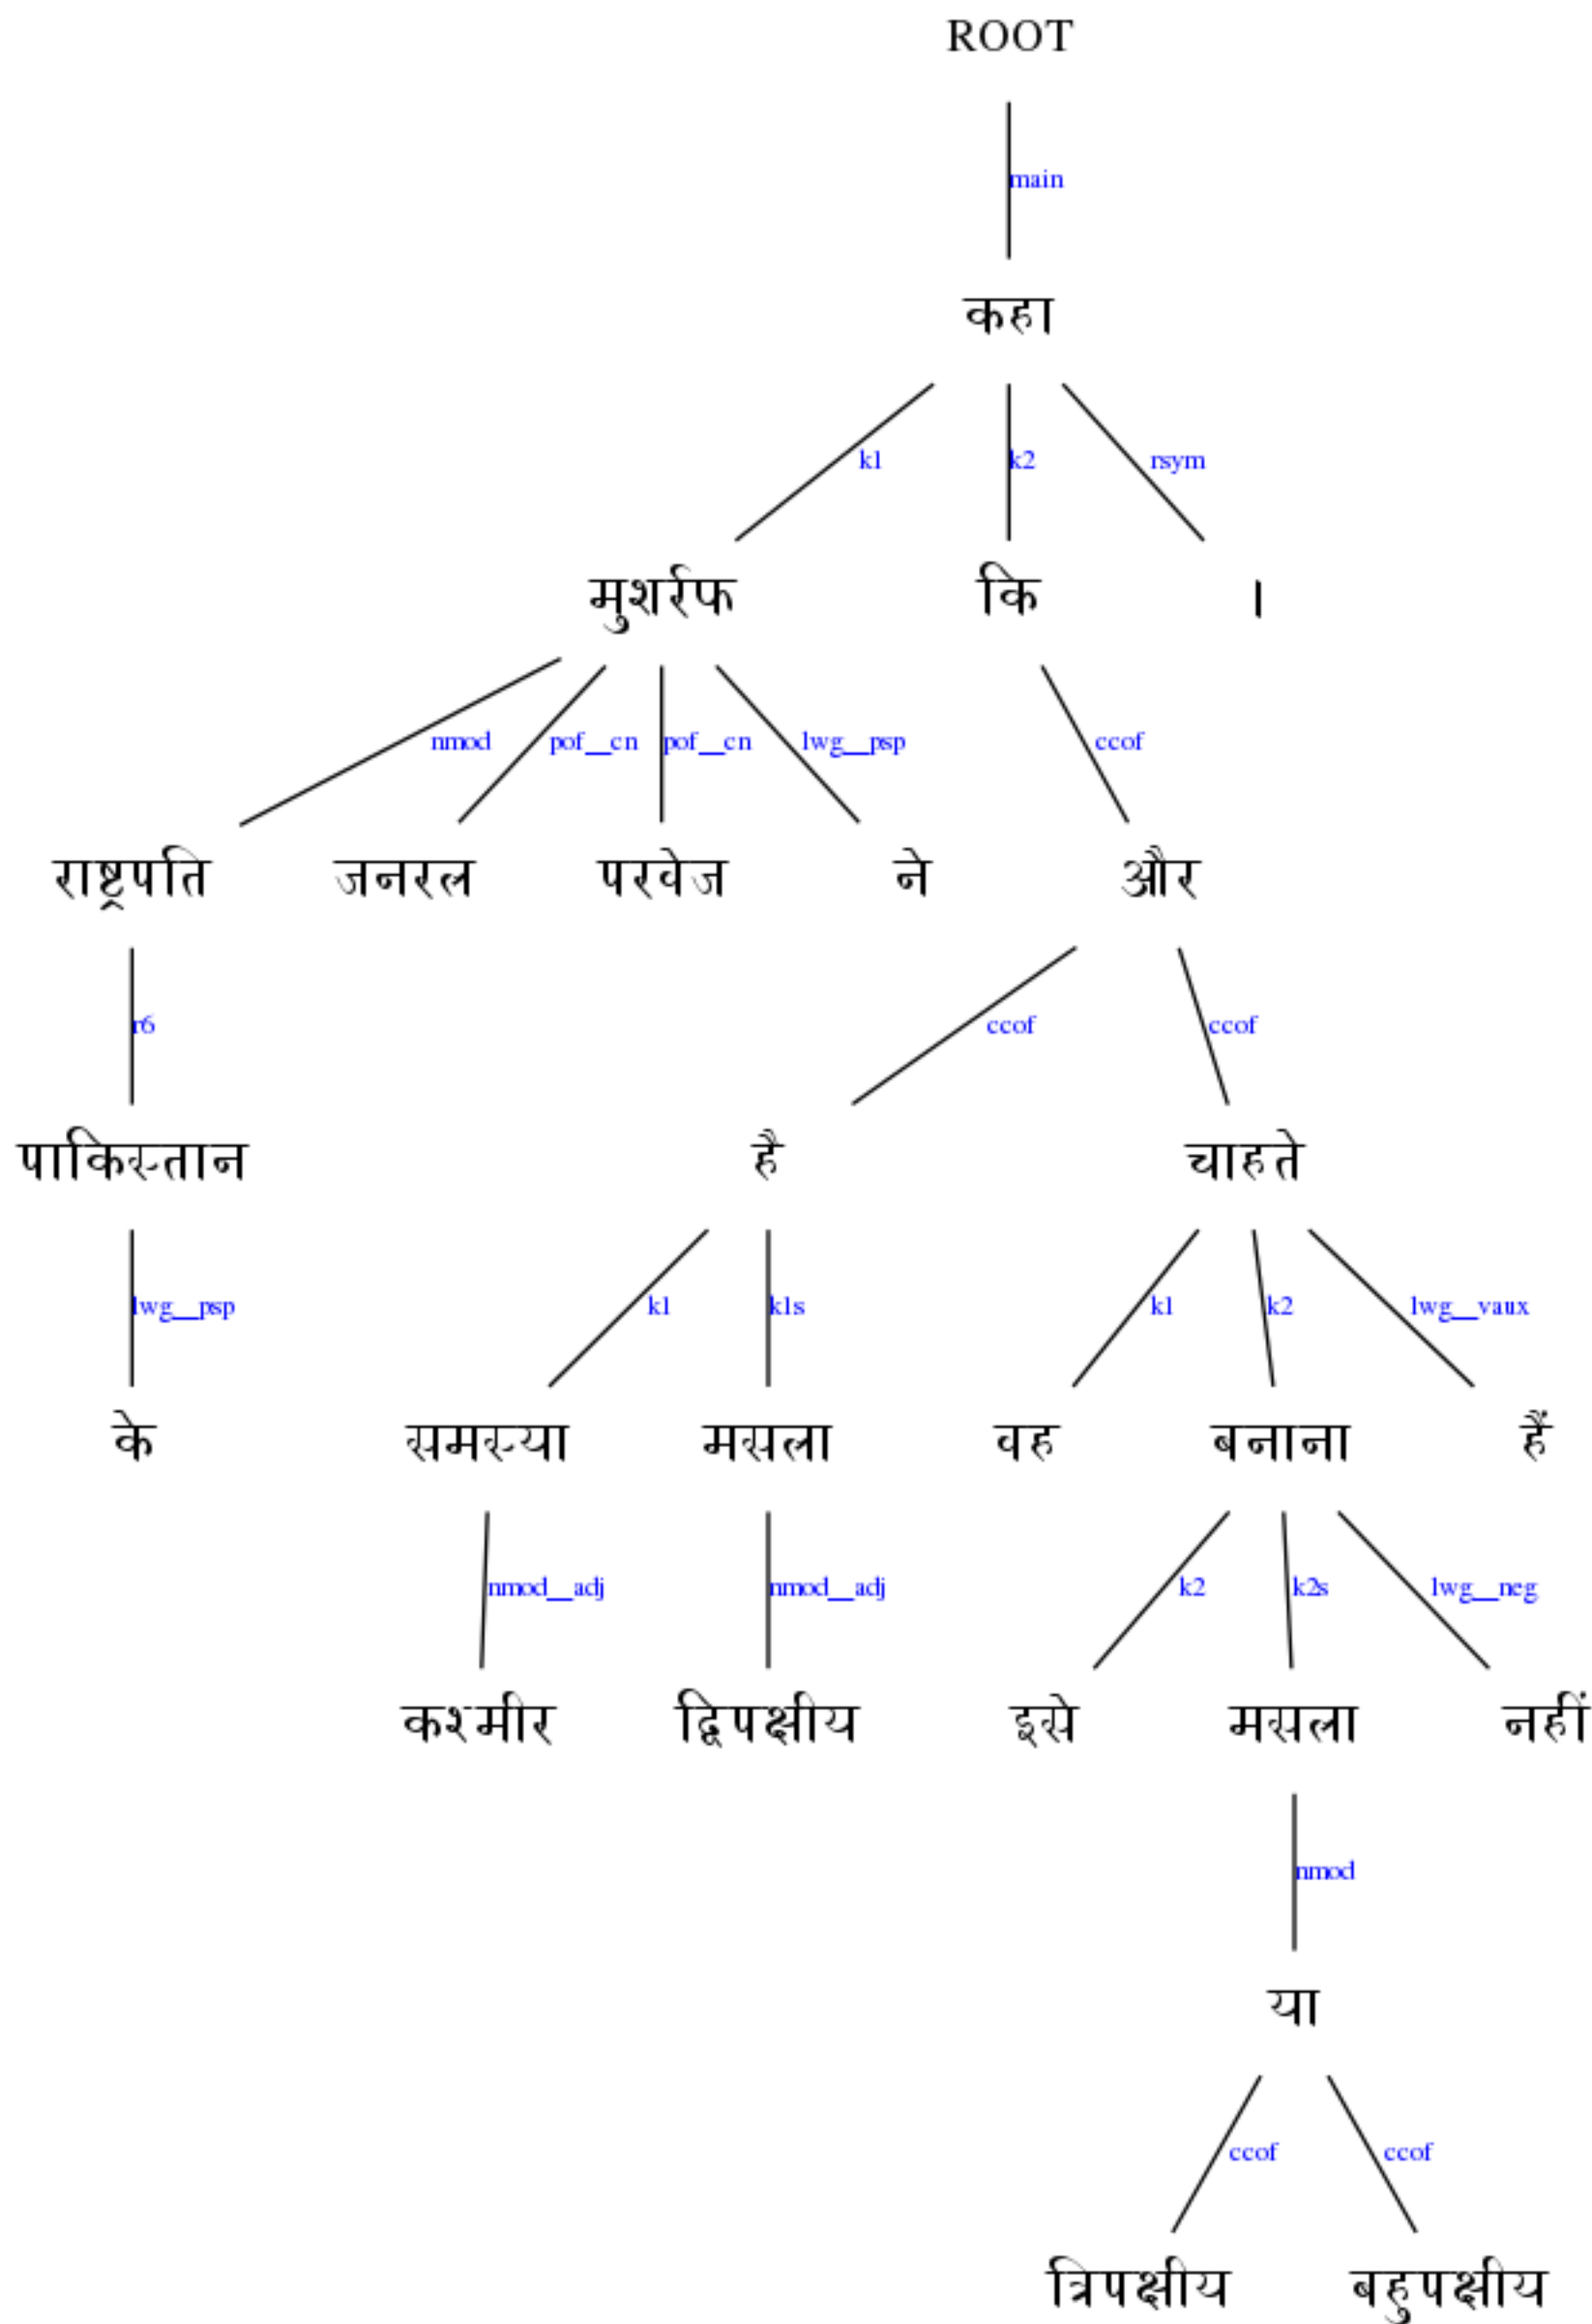 ROOT
main
कहा
k1 k2 rsym
मुशर्रफ कि ।
nmod pof__cn pof__cn lwg__psp ccof
राष्ट्रपति जनरल परवेज ने और
r6 ccof ccof
पाकिस्तान है चाहते
lwg__psp k1 k1s k1 k2 lwg__vaux
के समस्या मसला वह बनाना हैं
nmod__adj nmod__adj k2 k2s lwg__neg
कश्मीर द्विपक्षीय इसे मसला नहीं
nmod
या
ccof ccof
त्रिपक्षीय बहुपक्षीय